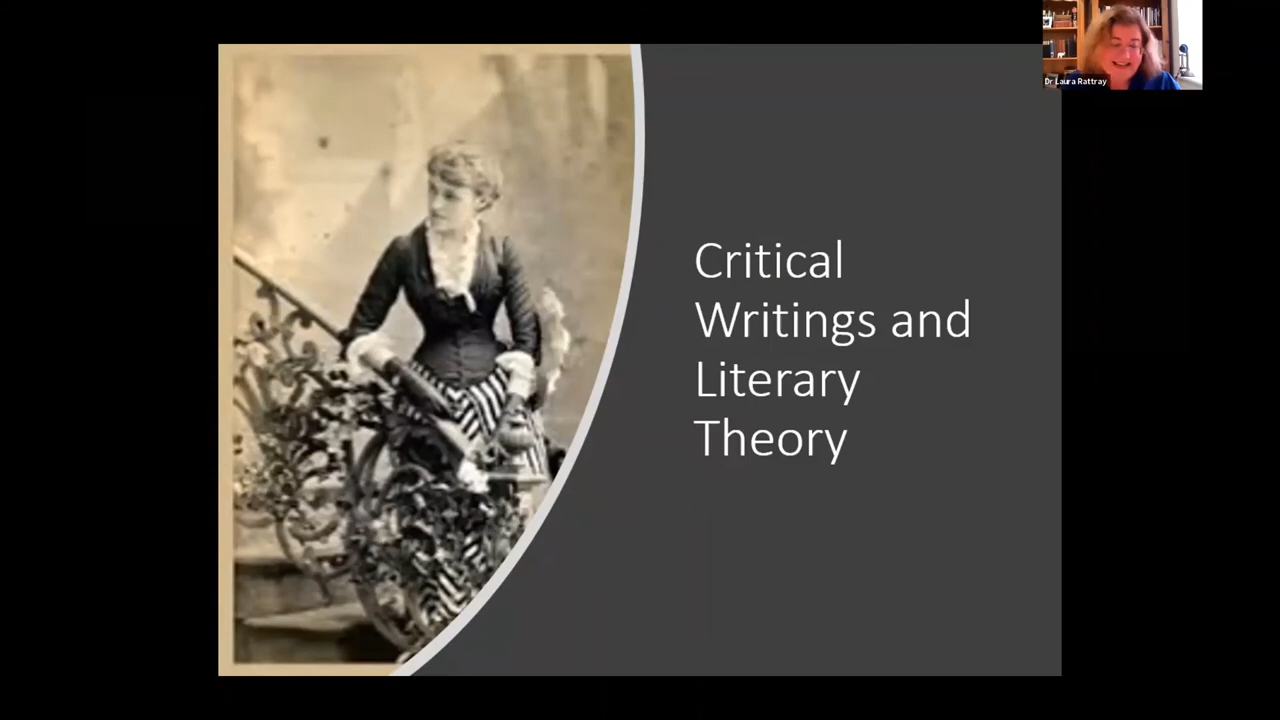 Critical
Writings and
Literary
Theory
Dr Laura Rattray